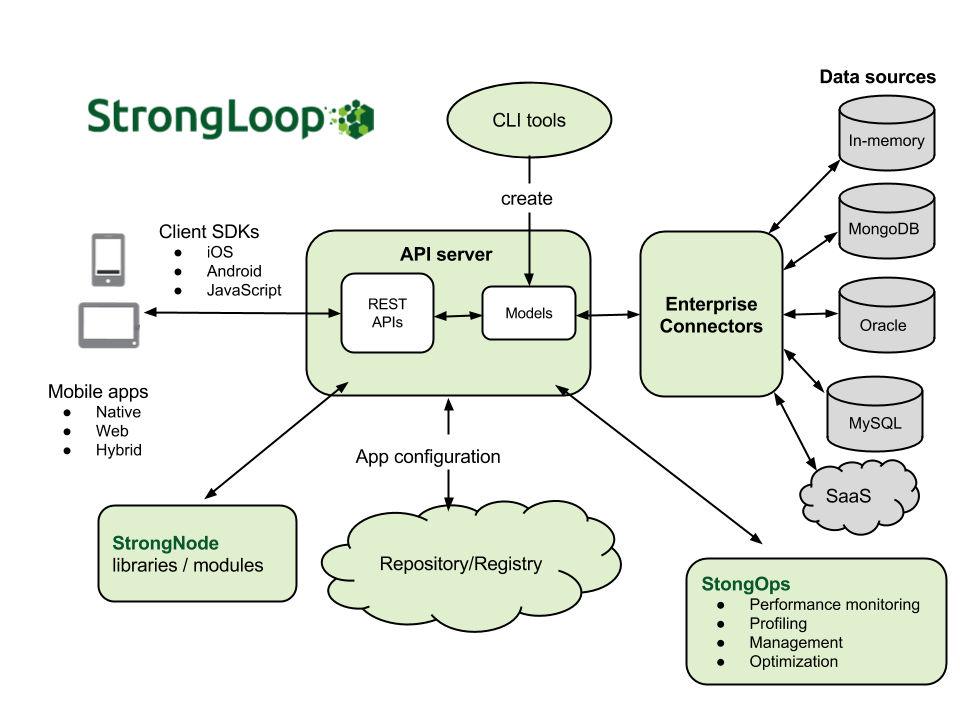 Data sources
StrongLoop
CLI tools
In-memory
create
MongoDB
Client SDKs
● iOS
● Android
● JavaScript
API server
REST
APIs
Models
Enterprise
Connectors
Oracle
Mobile apps
● Native
● Web
● Hybrid
MySQL
App configuration
SaaS
StrongNode
libraries / modules
Repository/Registry
StongOps
● Performance monitoring
● Profiling
● Management
● Optimization